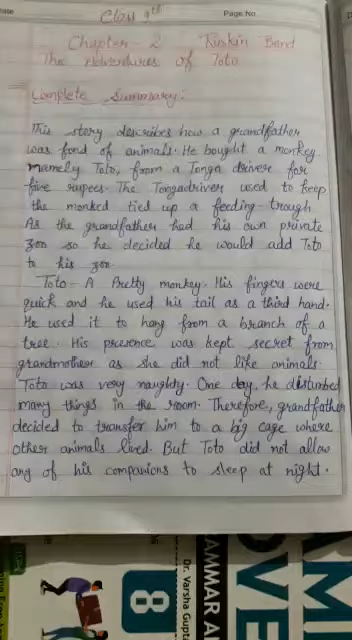 Class 9th
Page No.
Chapter - 2 Ruskin Bond
The Adventures of Toto
Complete Summary:
This story describes how a grandfather
was fond of animals. He bought a monkey
namely Toto, from a Tonga driver for
five rupees. The Tongadriver used to keep
the monked tied up a feeding-trough
As the grandfather had his own private
zoo so he decided he would add Toto
to his zoo.
Toto - A Pretty monkey. His fingers were
quick and he used his tail as a third hand.
He used it to hang from a branch of a
tree. His presence was kept secret from
grandmother as she did not like animals.
Toto was very naughty. One day, he disturbed
many things in the room. Therefore, grandfather
decided to transfer him to a big cage where
other animals lived. But Toto did not allow
any of his companions to sleep at night.
8
Dr. Varsha Gupta